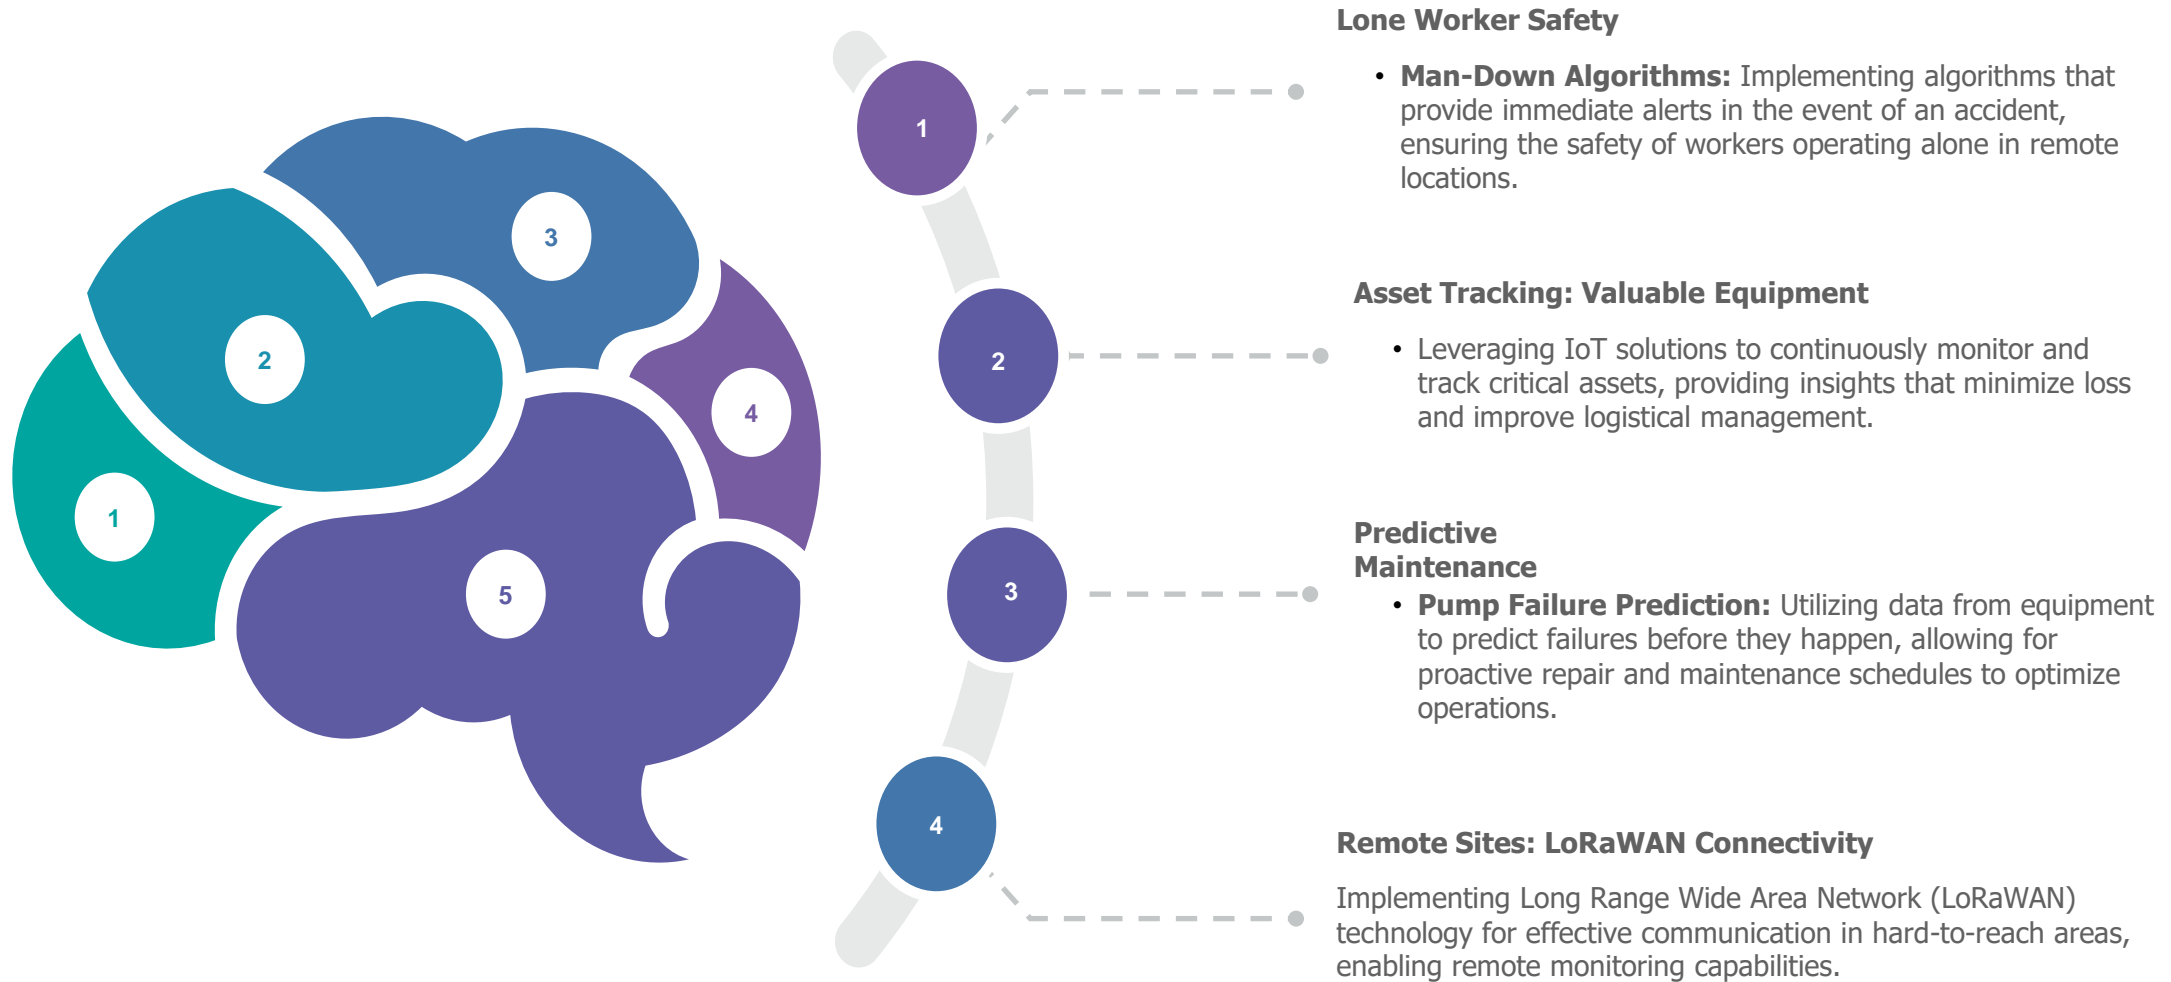 3
2
4
1
5
1
Lone Worker Safety
• Man-Down Algorithms: Implementing algorithms that
provide immediate alerts in the event of an accident,
ensuring the safety of workers operating alone in remote
locations.
2
Asset Tracking: Valuable Equipment
• Leveraging IoT solutions to continuously monitor and
track critical assets, providing insights that minimize loss
and improve logistical management.
3
Predictive
Maintenance
• Pump Failure Prediction: Utilizing data from equipment
to predict failures before they happen, allowing for
proactive repair and maintenance schedules to optimize
operations.
4
Remote Sites: LoRaWAN Connectivity
Implementing Long Range Wide Area Network (LoRaWAN)
technology for effective communication in hard-to-reach areas,
enabling remote monitoring capabilities.